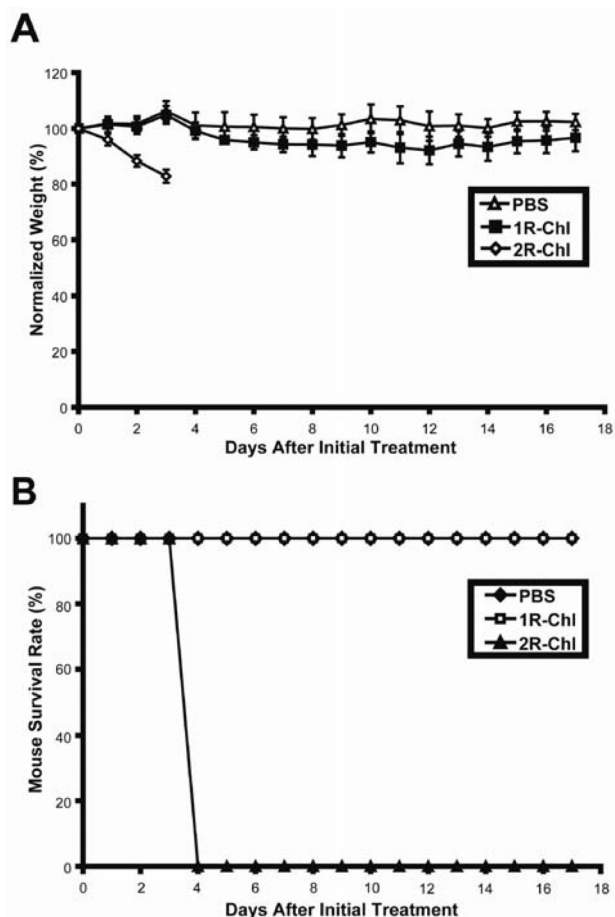 A
Normalized Weight (%)
120
100
80
60
40
20
0
PBS
1R-Chl
2R-Chl
0 2 4 6 8 10 12 14 16 18
Days After Initial Treatment
B
Mouse Survival Rate (%)
100
80
60
40
20
0
PBS
1R-Chl
2R-Chl
0 2 4 6 8 10 12 14 16 18
Days After Initial Treatment